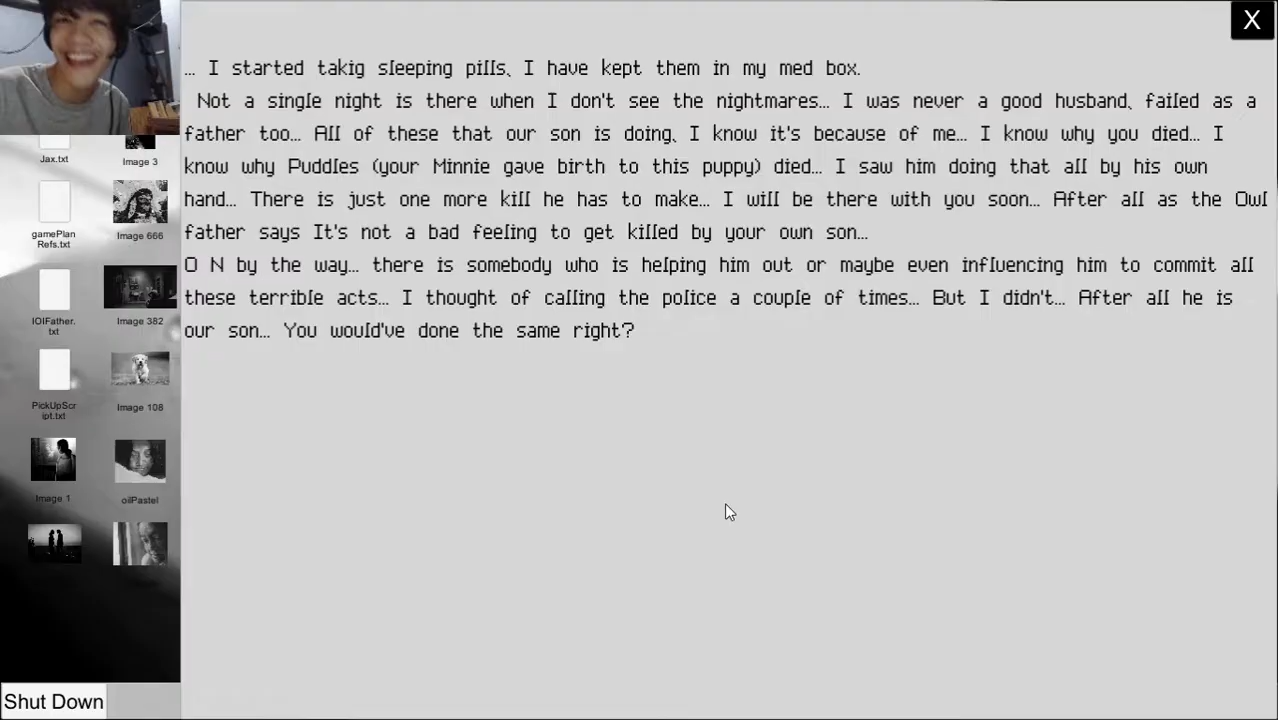 X
... I started takig sleeping pills, I have kept them in my med box.
Not a single night is there when I don't see the nightmares... I was never a good husband, failed as a
father too... All of these that our son is doing, I know it's because of me... I know why you died... I
know why Puddles (your Minnie gave birth to this puppy) died... I saw him doing that all by his own
hand... There is just one more kill he has to make... I will be there with you soon... After all as the Owl
father says It's not a bad feeling to get killed by your own son...
O N by the way... there is somebody who is helping him out or maybe even influencing him to commit all
these terrible acts... I thought of calling the police a couple of times... But I didn't... After all he is
our son... You would've done the same right?
Jax.txt
Image 3
gamePlan
Refs.txt
Image 666
IOIFather.
txt
Image 382
PickUpScr
ipt.txt
Image 108
Image 1
oilPastel
Shut Down